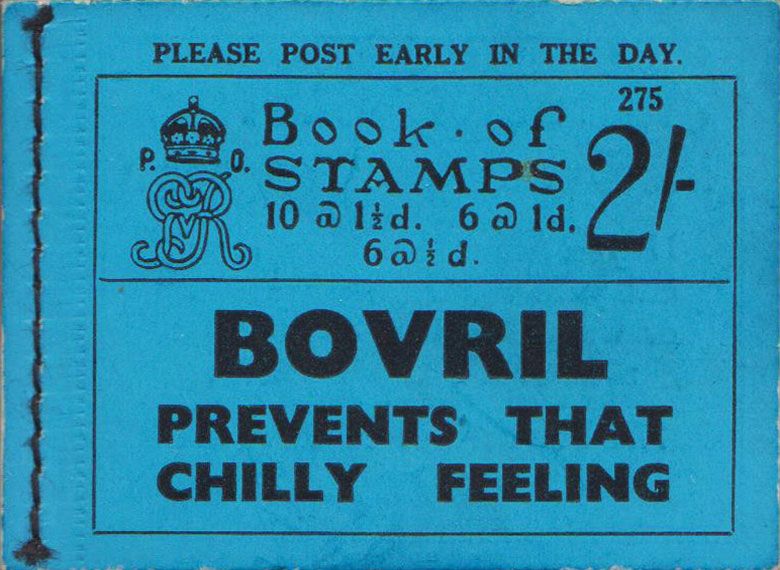 PLEASE POST EARLY IN THE DAY.
275
P. O.
GR
Book · of
STAMPS
2/-
10 @ 1½d. 6 @ 1d.
6 @ ½d.
BOVRIL
PREVENTS THAT
CHILLY FEELING